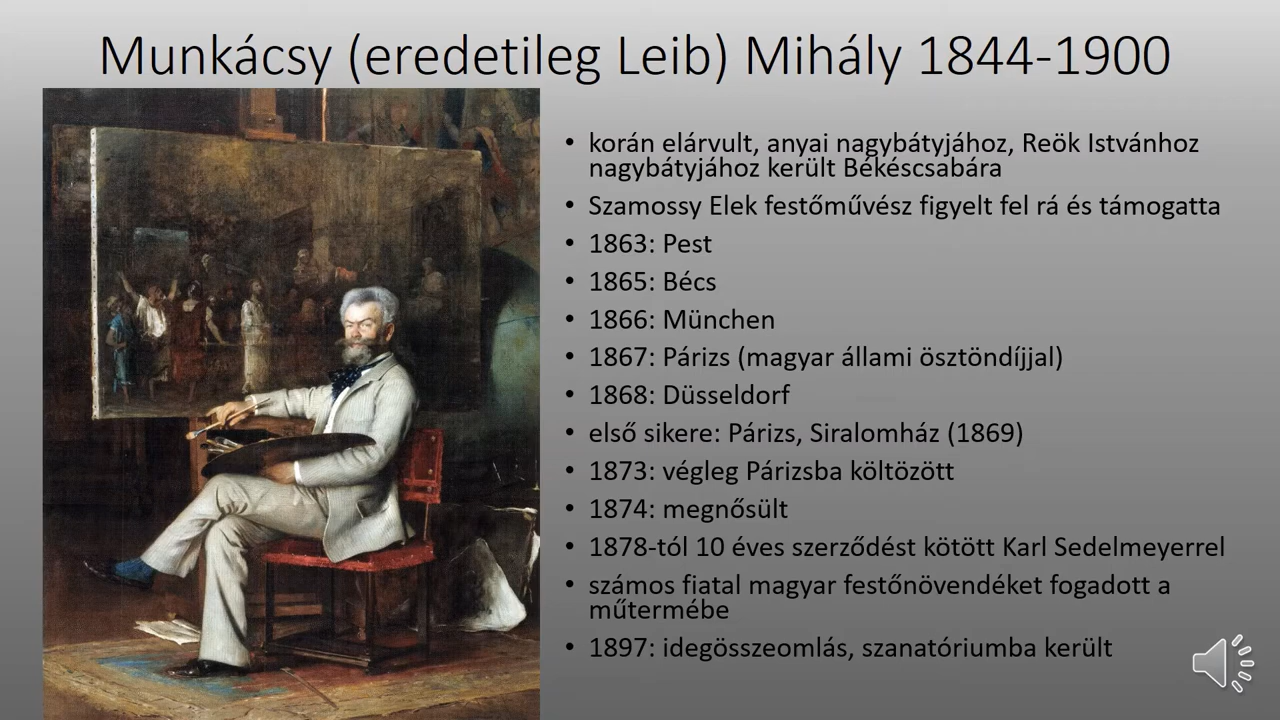 Munkácsy (eredetileg Leib) Mihály 1844-1900
• korán elárvult, anyai nagybátyjához, Reök Istvánhoz
nagybátyjához került Békéscsabára
• Szamossy Elek festőművész figyelt fel rá és támogatta
• 1863: Pest
• 1865: Bécs
• 1866: München
• 1867: Párizs (magyar állami ösztöndíjjal)
• 1868: Düsseldorf
• első sikere: Párizs, Siralomház (1869)
• 1873: végleg Párizsba költözött
• 1874: megnősült
• 1878-tól 10 éves szerződést kötött Karl Sedelmeyerrel
• számos fiatal magyar festőnövendéket fogadott a
műtermébe
• 1897: idegösszeomlás, szanatóriumba került